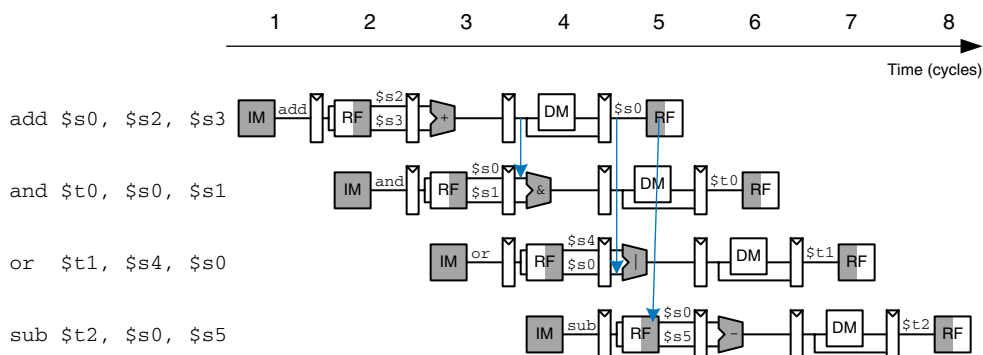 1 2 3 4 5 6 7 8
Time (cycles)
add $s0, $s2, $s3 IM add RF $s2 $s3 + DM $s0 RF
and $t0, $s0, $s1 IM and RF $s0 $s1 & DM $t0 RF
or $t1, $s4, $s0 IM or RF $s4 $s0 | DM $t1 RF
sub $t2, $s0, $s5 IM sub RF $s0 $s5 - DM $t2 RF